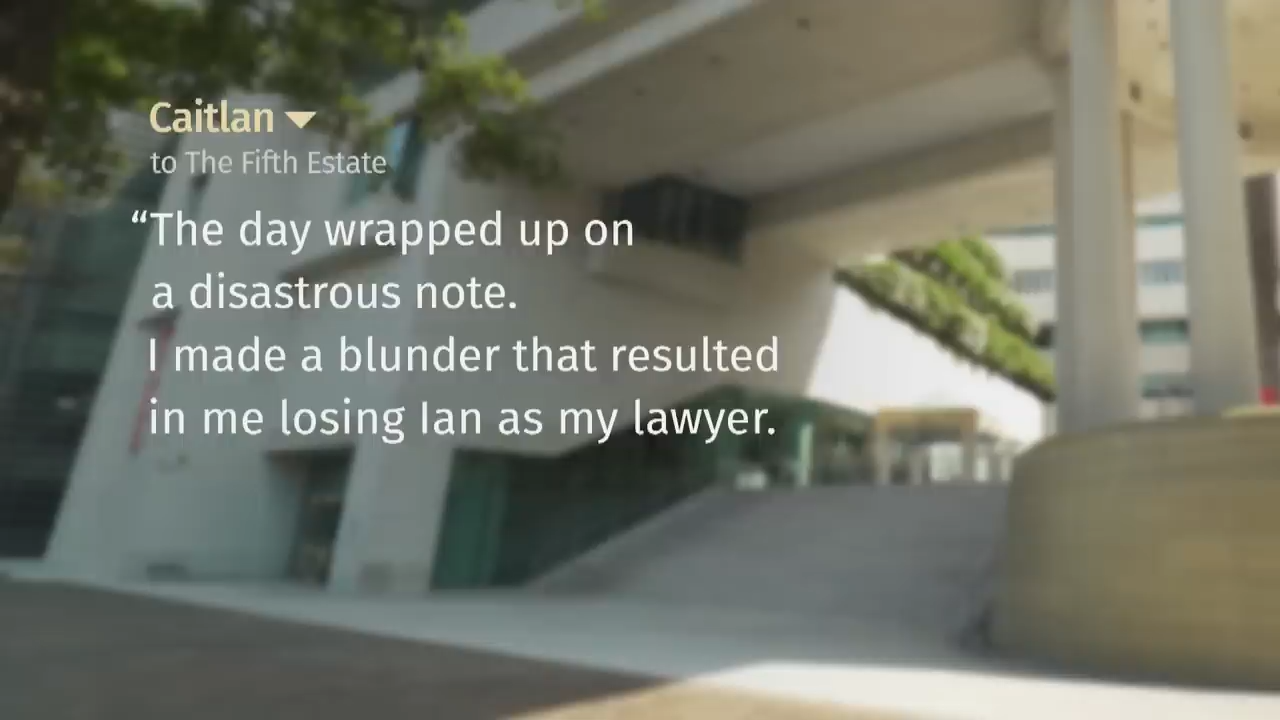 Caitlan
to The Fifth Estate
“The day wrapped up on
a disastrous note.
I made a blunder that resulted
in me losing Ian as my lawyer.